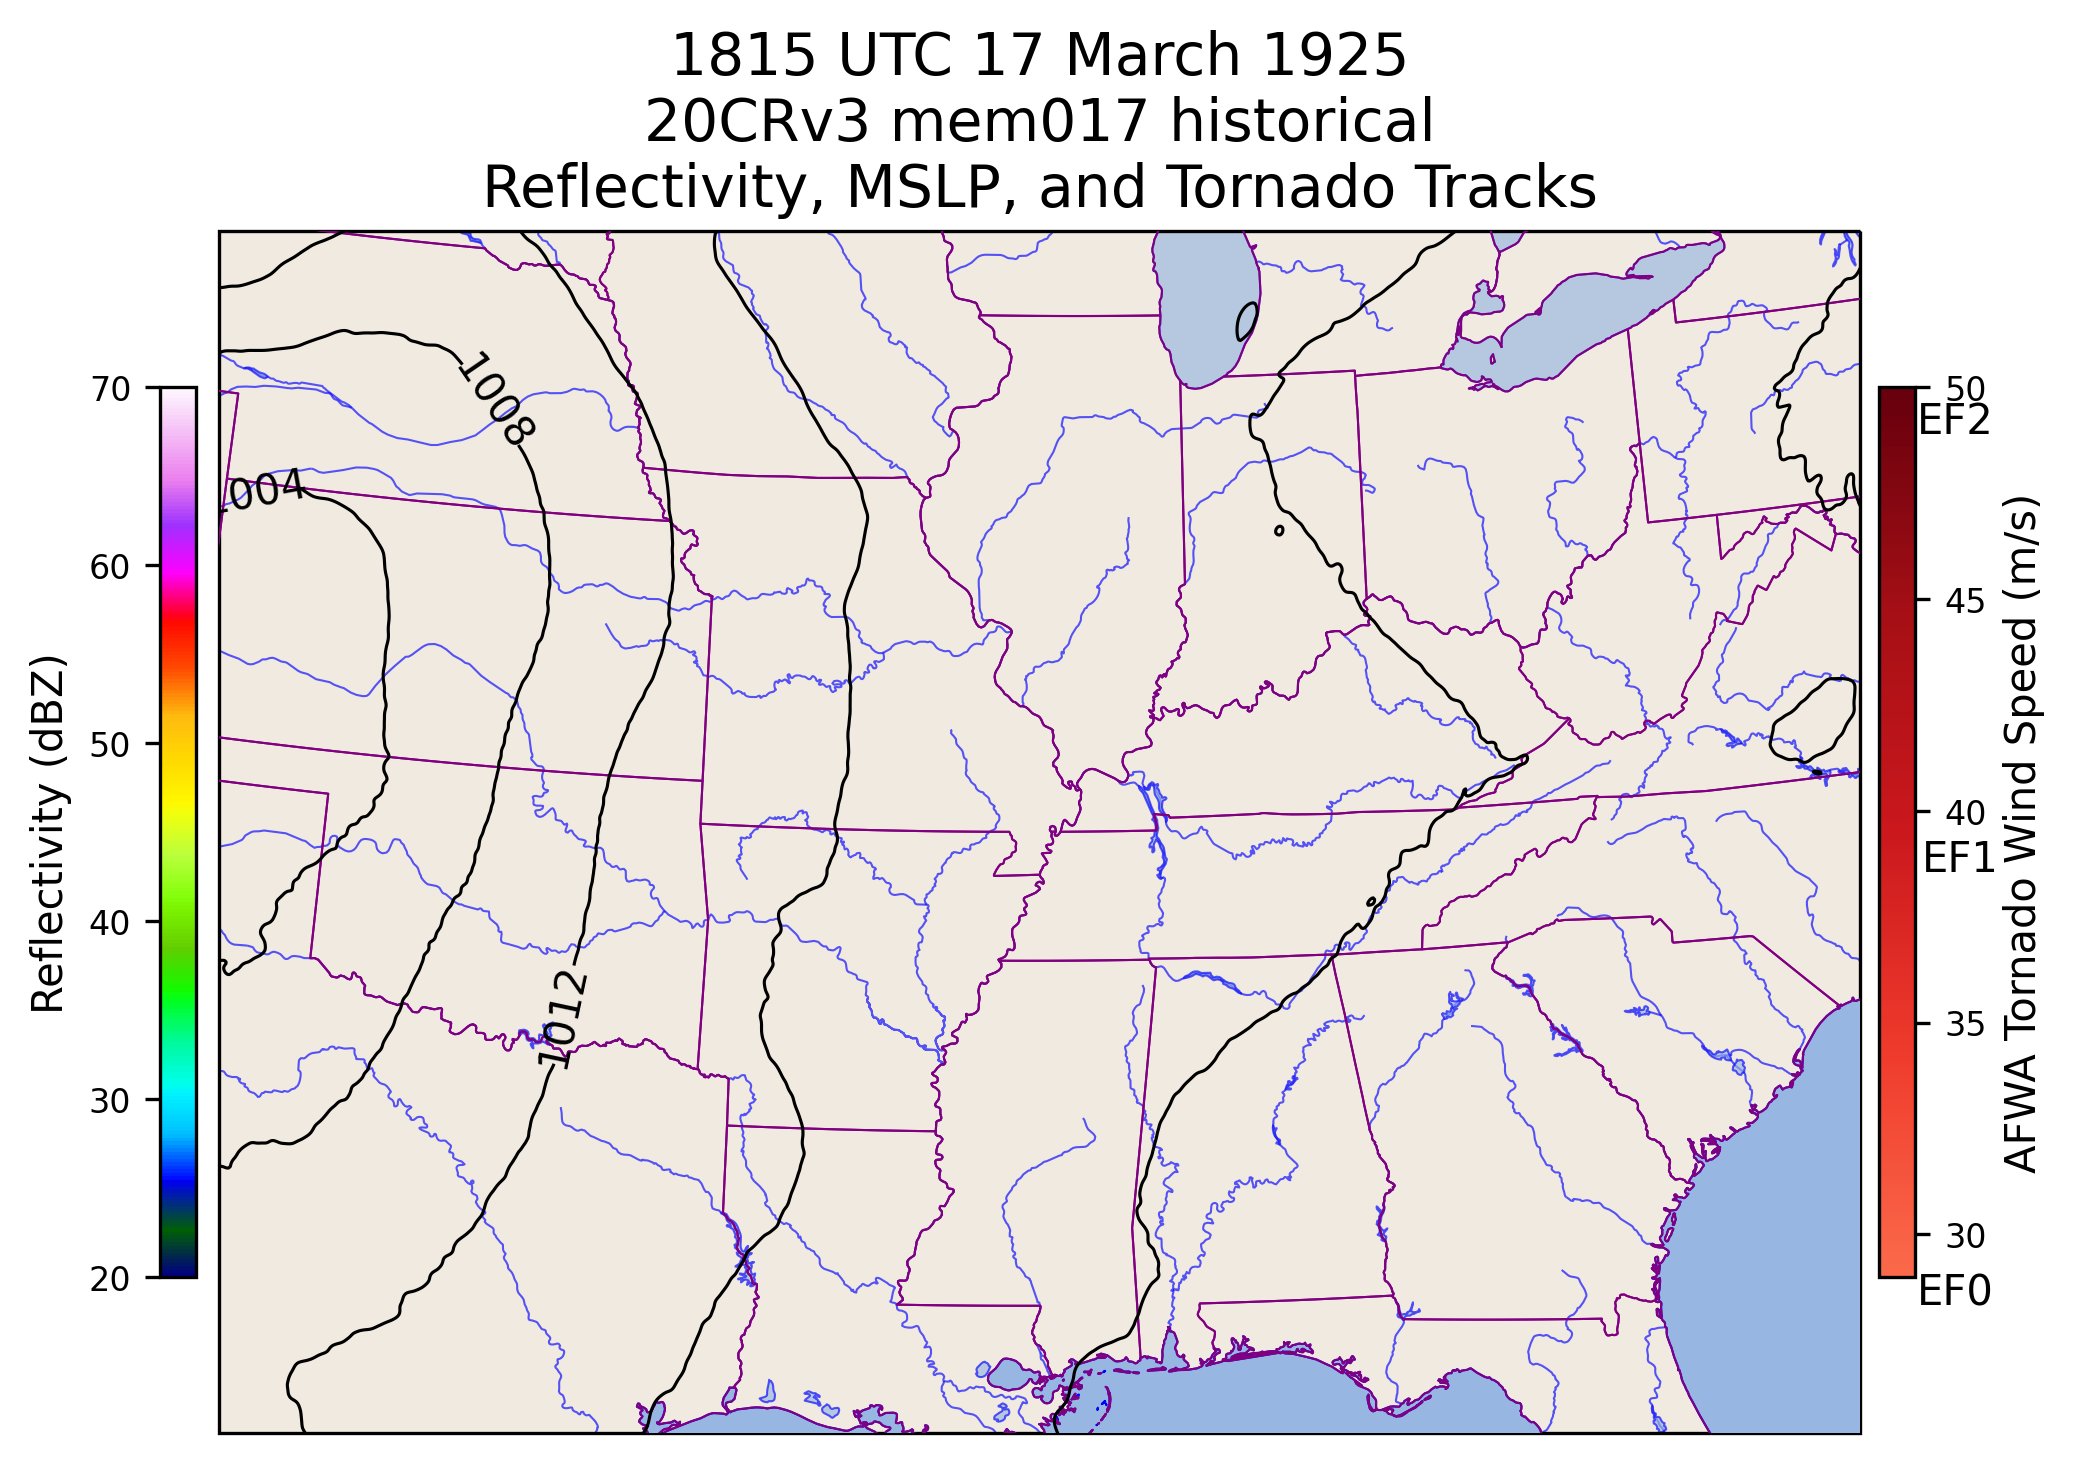 1815 UTC 17 March 1925
20CRv3 mem017 historical
Reflectivity, MSLP, and Tornado Tracks
1008
004
1012
70
60
50
40
30
20
Reflectivity (dBZ)
50
EF2
45
40
EF1
35
30
EF0
AFWA Tornado Wind Speed (m/s)